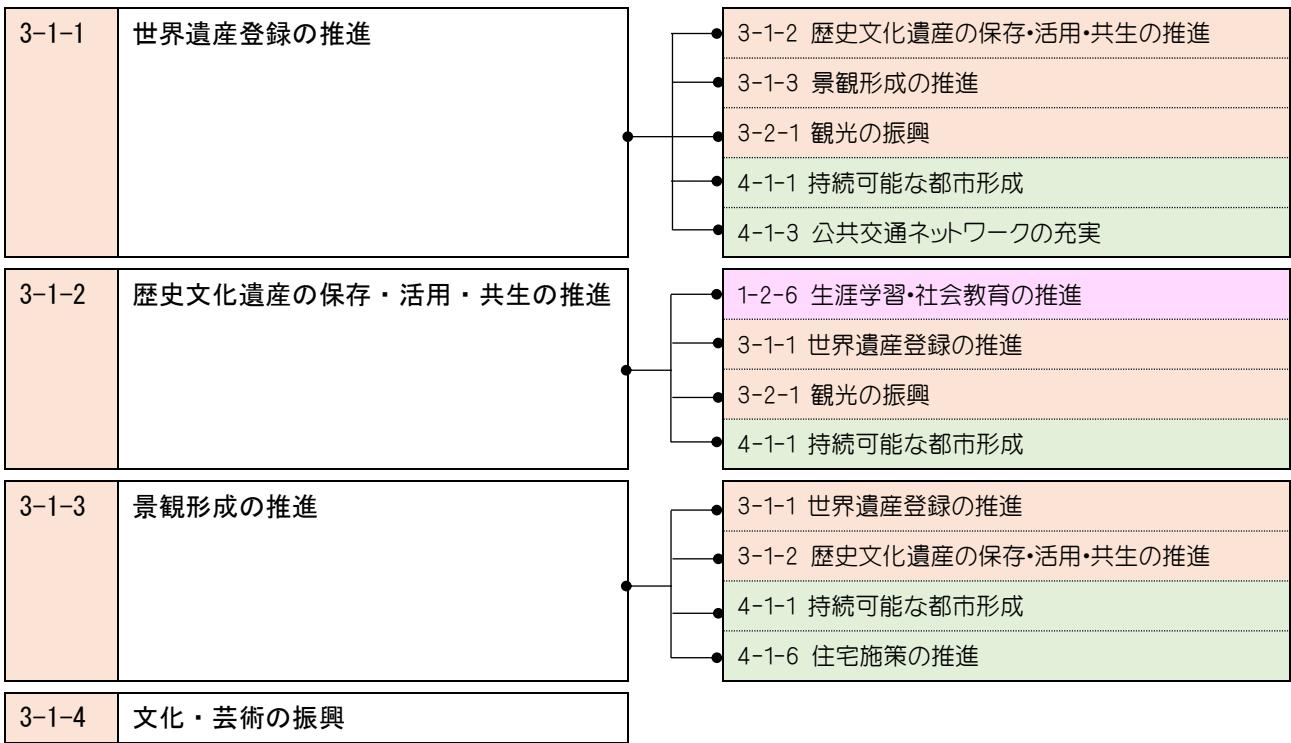 3-1-1 世界遺産登録の推進
3-1-2 歴史文化遺産の保存・活用・共生の推進
3-1-3 景観形成の推進
3-2-1 観光の振興
4-1-1 持続可能な都市形成
4-1-3 公共交通ネットワークの充実
3-1-2 歴史文化遺産の保存・活用・共生の推進
1-2-6 生涯学習・社会教育の推進
3-1-1 世界遺産登録の推進
3-2-1 観光の振興
4-1-1 持続可能な都市形成
3-1-3 景観形成の推進
3-1-1 世界遺産登録の推進
3-1-2 歴史文化遺産の保存・活用・共生の推進
4-1-1 持続可能な都市形成
4-1-6 住宅施策の推進
3-1-4 文化・芸術の振興